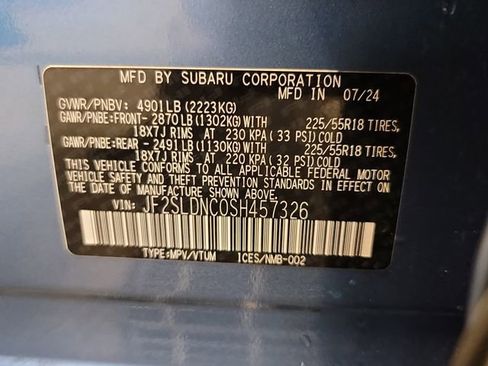 MFD BY SUBARU CORPORATION
MFD IN 07/24
GVWR/PNBV: 4901LB(2223KG)
GAWR/PNBE:FRONT-2870LB(1302KG)WITH 225/55R18 TIRES,
18X7J RIMS AT 230 KPA(33 PSI)COLD
GAWR/PNBE:REAR -2491LB(1130KG)WITH 225/55R18 TIRES,
18X7J RIMS AT 220 KPA(32 PSI)COLD
THIS VEHICLE CONFORMS TO ALL APPLICABLE FEDERAL MOTOR
VEHICLE SAFETY AND THEFT PREVENTION STANDARDS IN EFFECT
ON THE DATE OF MANUFACTURE SHOWN ABOVE.
VIN: JF2SLDNC0SH457326
TYPE:MPV/VTUM ICES/NMB-002